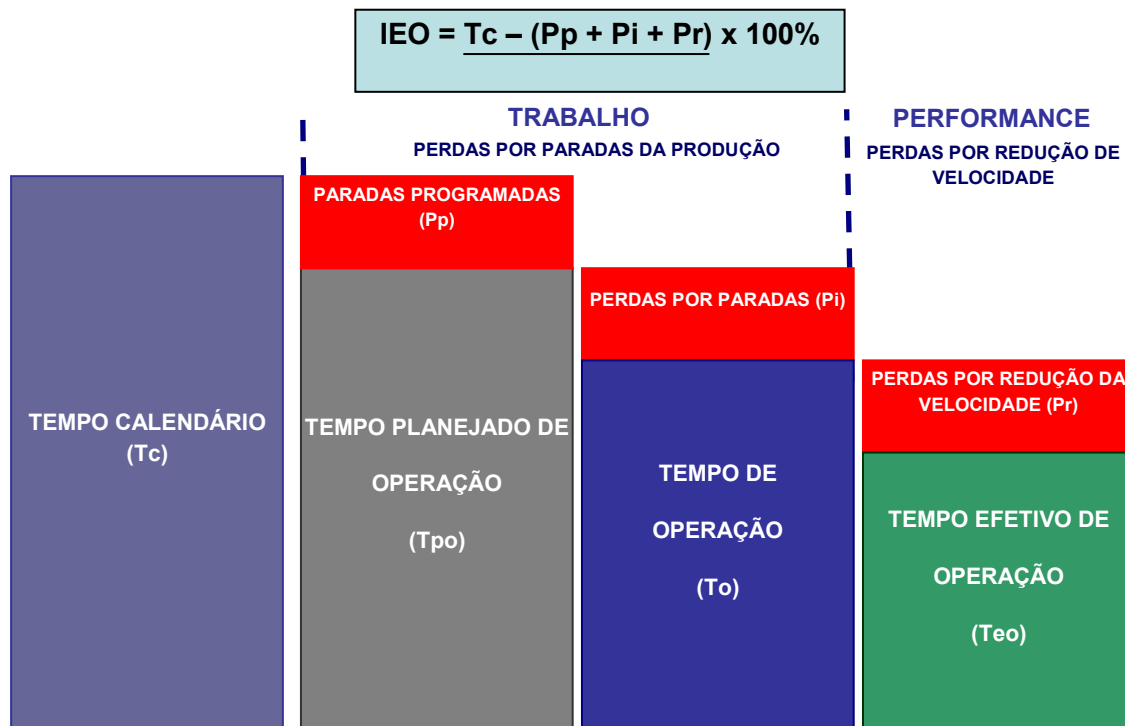 IEO = Tc – (Pp + Pi + Pr) x 100%
TRABALHO
PERDAS POR PARADAS DA PRODUÇÃO
PERFORMANCE
PERDAS POR REDUÇÃO DE
VELOCIDADE
TEMPO CALENDÁRIO
(Tc)
PARADAS PROGRAMADAS
(Pp)
TEMPO PLANEJADO DE
OPERAÇÃO
(Tpo)
PERDAS POR PARADAS (Pi)
TEMPO DE
OPERAÇÃO
(To)
PERDAS POR REDUÇÃO DA
VELOCIDADE (Pr)
TEMPO EFETIVO DE
OPERAÇÃO
(Teo)